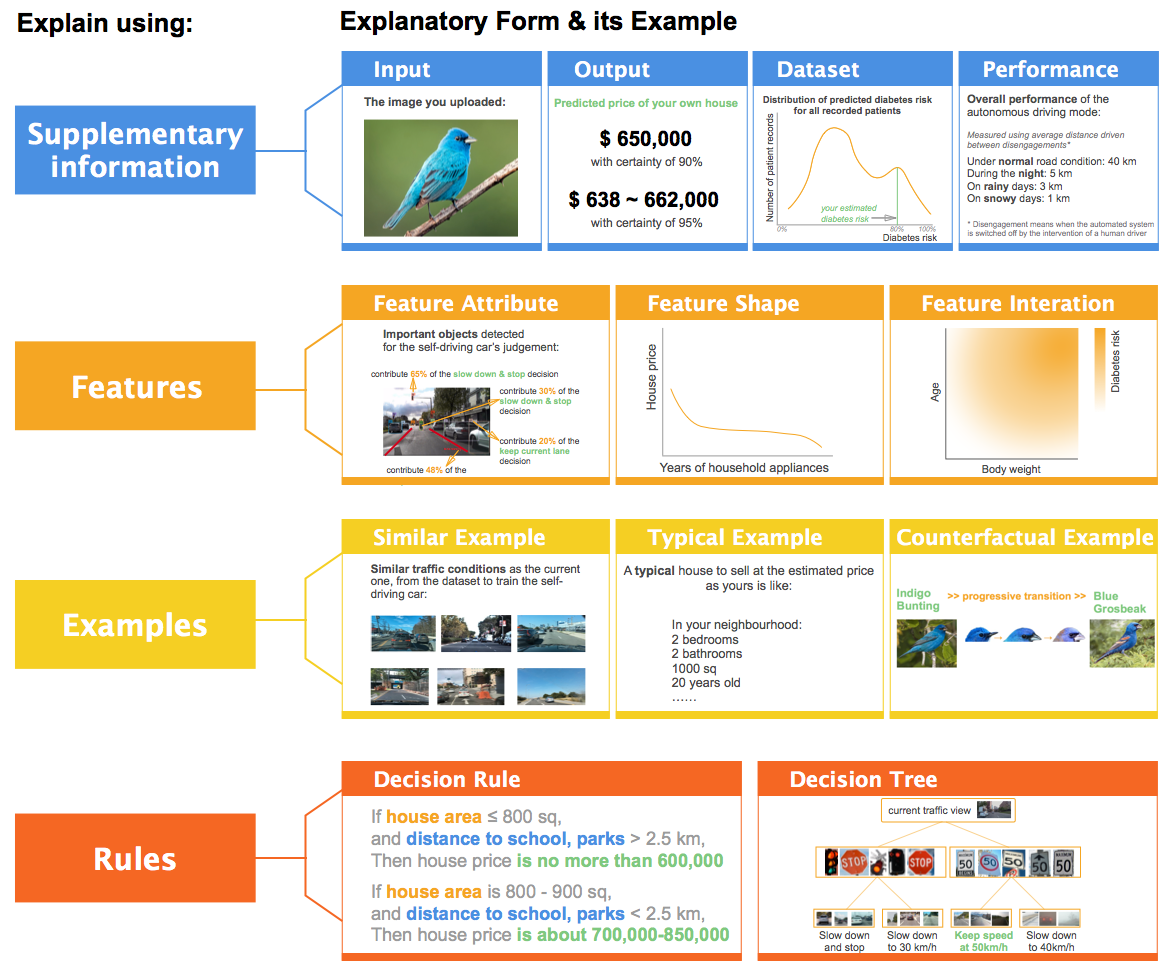 Explain using:
Explanatory Form & its Example
Supplementary
information
Input
The image you uploaded:
Output
Predicted price of your own house
$ 650,000
with certainty of 90%
$ 638 ~ 662,000
with certainty of 95%
Dataset
Distribution of predicted diabetes risk
for all recorded patients
Number of patient records
your estimated
diabetes risk
0%
80%
100%
Diabetes risk
Performance
Overall performance of the
autonomous driving mode:
Measured using average distance driven
between disengagements*
Under normal road condition: 40 km
During the night: 5 km
On rainy days: 3 km
On snowy days: 1 km
* Disengagement means when the automated system
is switched off by the intervention of a human driver
Features
Feature Attribute
Important objects detected
for the self-driving car's judgement:
contribute 65% of the slow down & stop decision
contribute 30% of the
slow down & stop
decision
contribute 20% of the
keep current lane
decision
contribute 48% of the
Feature Shape
House price
Years of household appliances
Feature Interation
Age
Body weight
Diabetes risk
Examples
Similar Example
Similar traffic conditions as the current
one, from the dataset to train the self-
driving car:
Typical Example
A typical house to sell at the estimated price
as yours is like:
In your neighbourhood:
2 bedrooms
2 bathrooms
1000 sq
20 years old
......
Counterfactual Example
Indigo
Bunting
>> progressive transition >>
Blue
Grosbeak
Rules
Decision Rule
If house area ≤ 800 sq,
and distance to school, parks > 2.5 km,
Then house price is no more than 600,000
If house area is 800 - 900 sq,
and distance to school, parks < 2.5 km,
Then house price is about 700,000-850,000
Decision Tree
current traffic view
STOP
STOP
50
50
50
50
50
Slow down
and stop
Slow down
to 30 km/h
Keep speed
at 50km/h
Slow down
to 40km/h